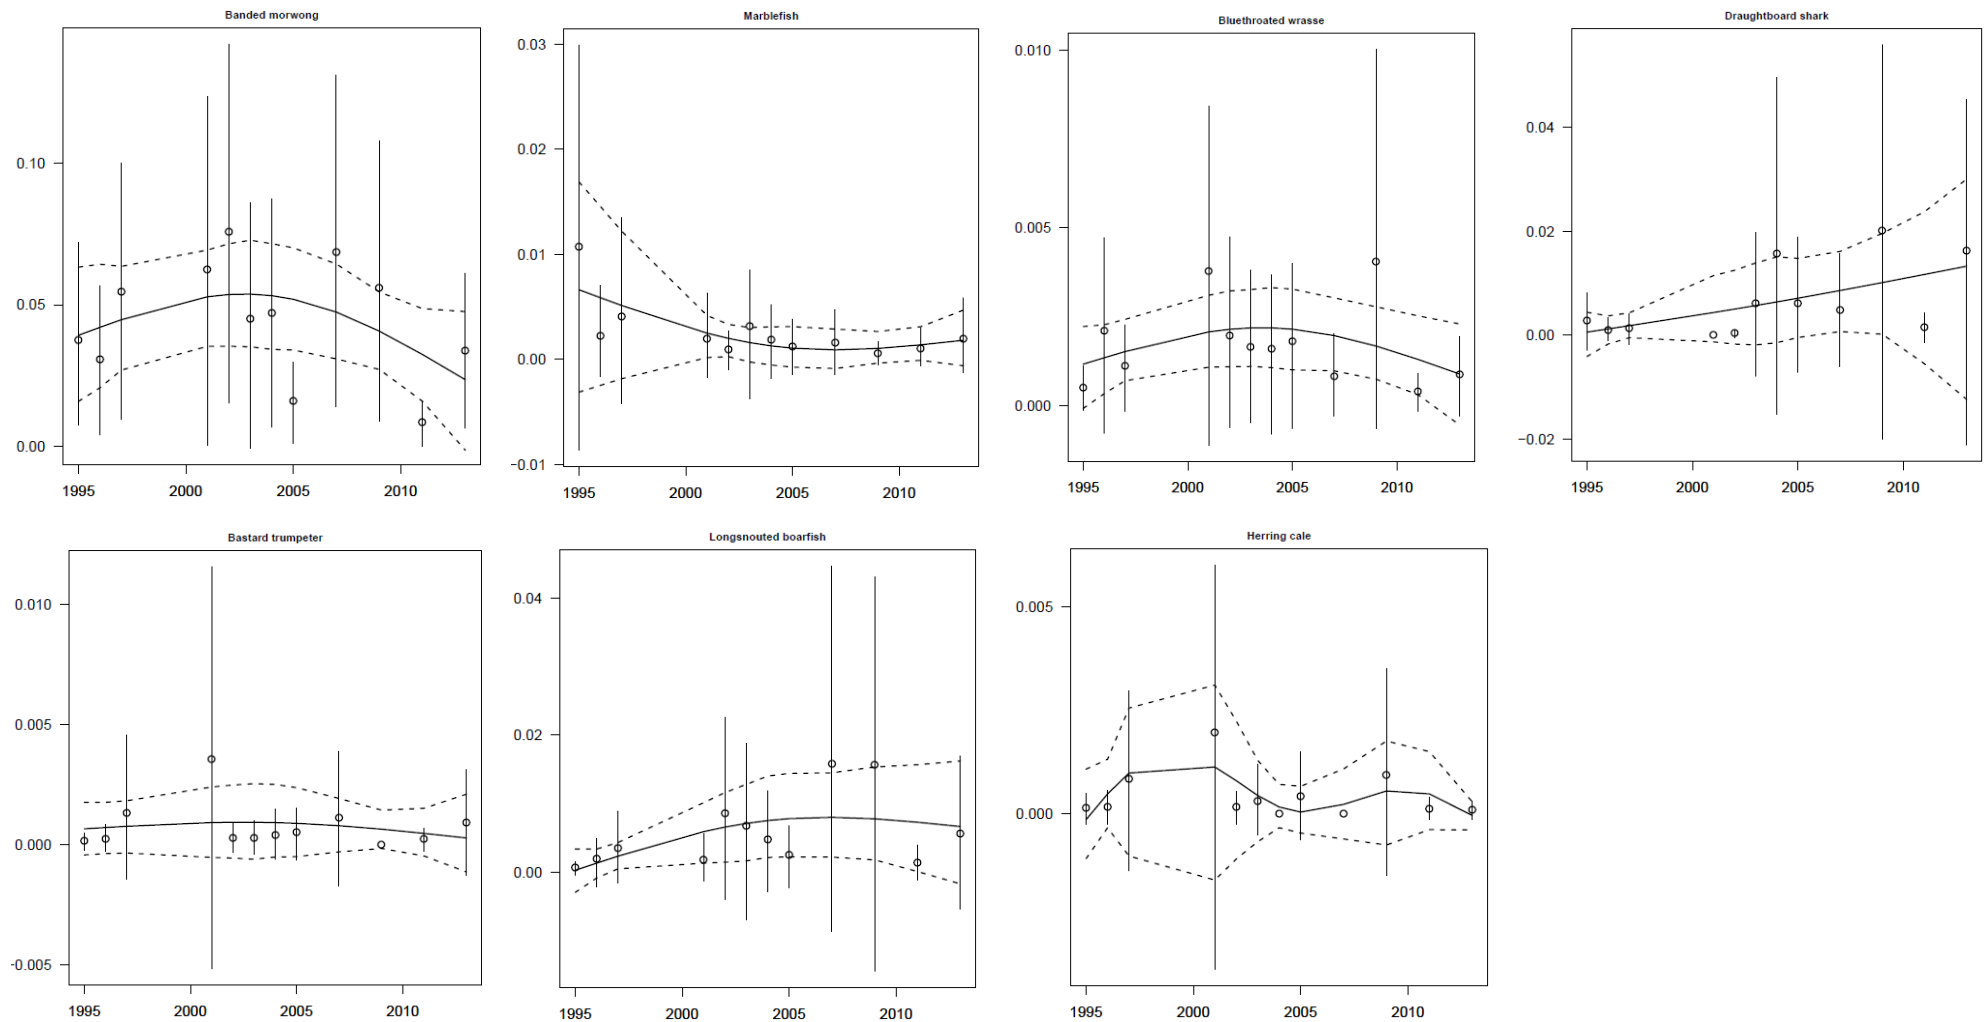 Banded morwong
0.10
0.05
0.00
1995 2000 2005 2010
Marblefish
0.03
0.02
0.01
0.00
−0.01
1995 2000 2005 2010
Bluethroated wrasse
0.010
0.005
0.000
1995 2000 2005 2010
Draughtboard shark
0.04
0.02
0.00
−0.02
1995 2000 2005 2010
Bastard trumpeter
0.010
0.005
0.000
-0.005
1995 2000 2005 2010
Longsnouted boarfish
0.04
0.02
0.00
1995 2000 2005 2010
Herring cale
0.005
0.000
1995 2000 2005 2010